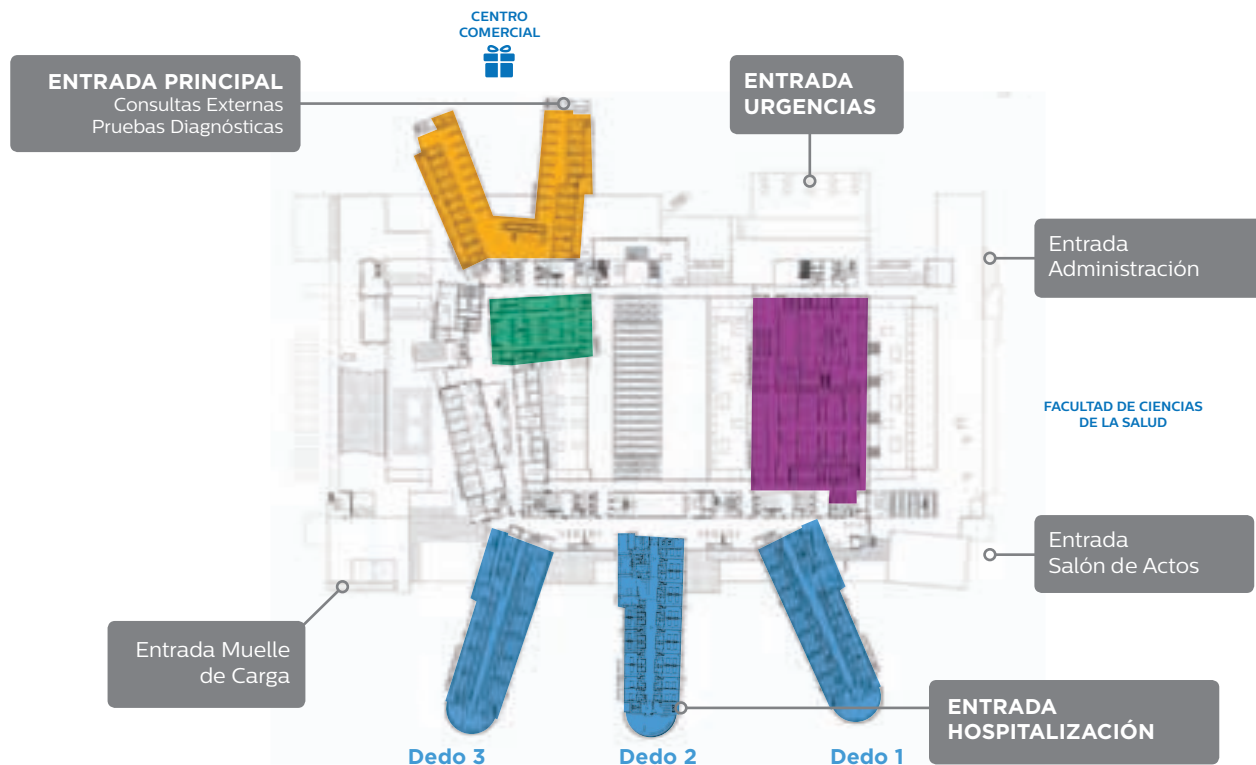 CENTRO
COMERCIAL
ENTRADA PRINCIPAL
Consultas Externas
Pruebas Diagnósticas
ENTRADA
URGENCIAS
Entrada
Administración
FACULTAD DE CIENCIAS
DE LA SALUD
Entrada
Salón de Actos
Entrada Muelle
de Carga
ENTRADA
HOSPITALIZACIÓN
Dedo 3
Dedo 2
Dedo 1